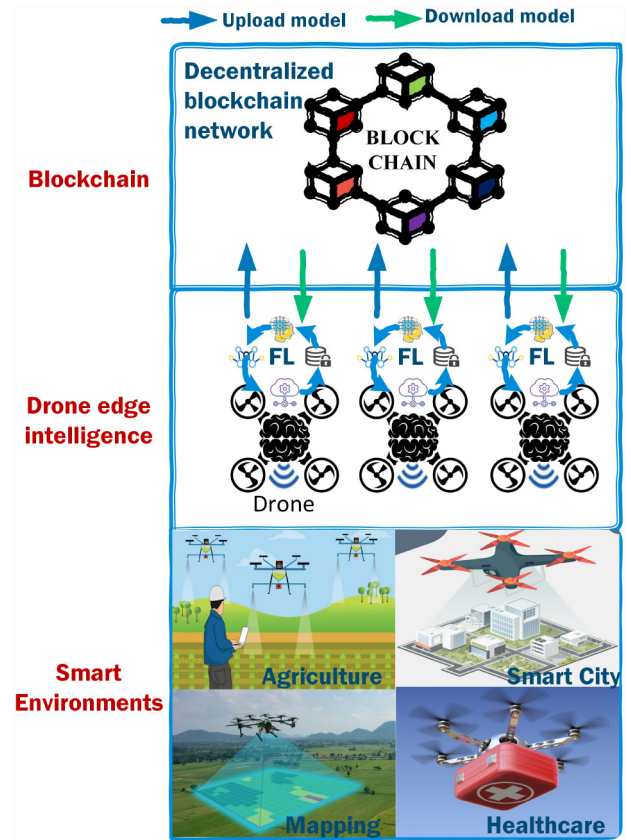 Upload model
Download model
Decentralized
blockchain
network
BLOCK
CHAIN
Blockchain
FL
FL
FL
Drone edge
intelligence
Drone
Agriculture
Smart City
Smart
Environments
Mapping
Healthcare